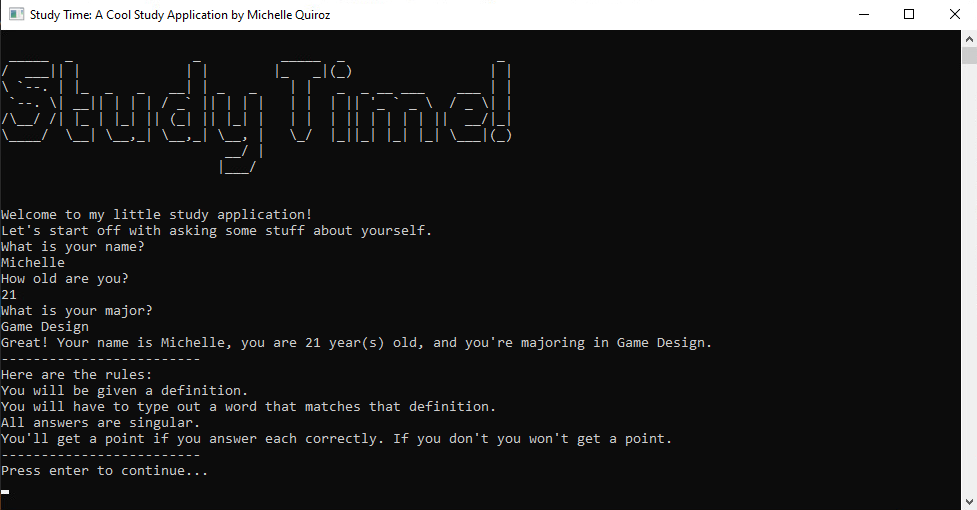 Study Time: A Cool Study Application by Michelle Quiroz
Study Time!
Welcome to my little study application!
Let's start off with asking some stuff about yourself.
What is your name?
Michelle
How old are you?
21
What is your major?
Game Design
Great! Your name is Michelle, you are 21 year(s) old, and you're majoring in Game Design.
-------------------------
Here are the rules:
You will be given a definition.
You will have to type out a word that matches that definition.
All answers are singular.
You'll get a point if you answer each correctly. If you don't you won't get a point.
-------------------------
Press enter to continue...